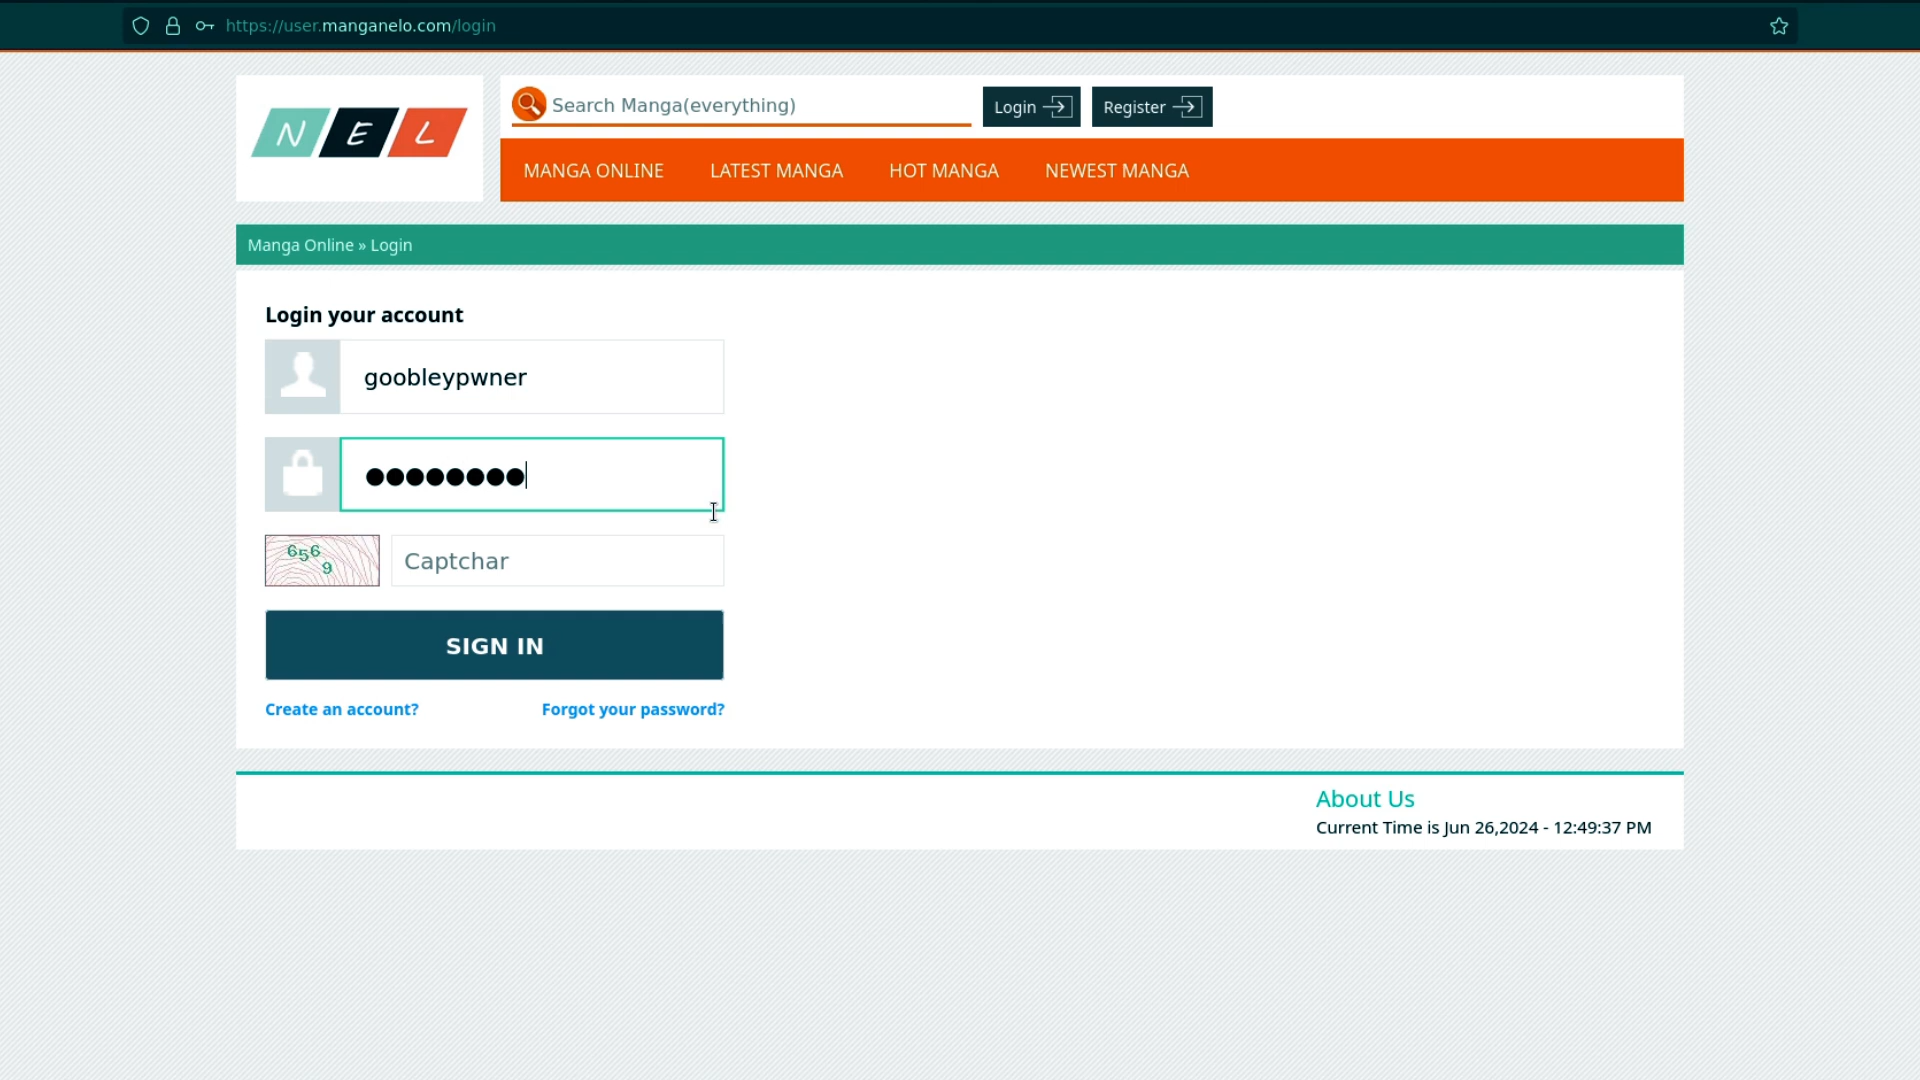 https://user.manganelo.com/login
NEL
Search Manga(everything)
Login
Register
MANGA ONLINE
LATEST MANGA
HOT MANGA
NEWEST MANGA
Manga Online » Login
Login your account
goobleypwner
●●●●●●●●
6569
Captchar
SIGN IN
Create an account?
Forgot your password?
About Us
Current Time is Jun 26,2024 - 12:49:37 PM